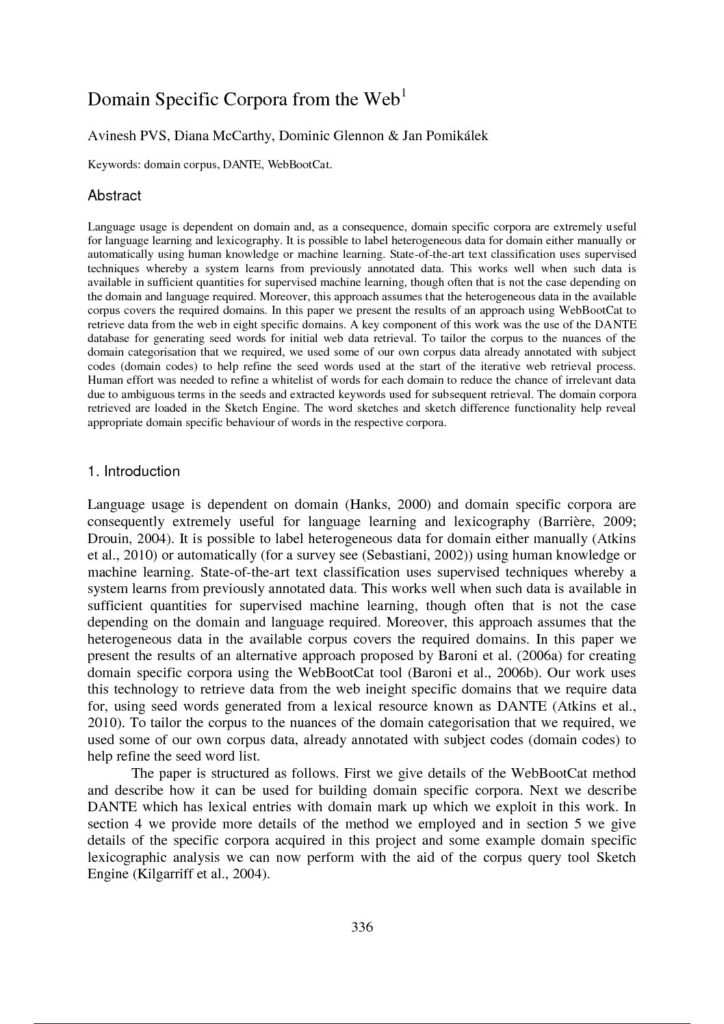 Domain Specific Corpora from the Web1
Avinesh PVS, Diana McCarthy, Dominic Glennon & Jan Pomikálek
Keywords: domain corpus, DANTE, WebBootCat.
Abstract
Language usage is dependent on domain and, as a consequence, domain specific corpora are extremely useful
for language learning and lexicography. It is possible to label heterogeneous data for domain either manually or
automatically using human knowledge or machine learning. State-of-the-art text classification uses supervised
techniques whereby a system learns from previously annotated data. This works well when such data is
available in sufficient quantities for supervised machine learning, though often that is not the case depending on
the domain and language required. Moreover, this approach assumes that the heterogeneous data in the available
corpus covers the required domains. In this paper we present the results of an approach using WebBootCat to
retrieve data from the web in eight specific domains. A key component of this work was the use of the DANTE
database for generating seed words for initial web data retrieval. To tailor the corpus to the nuances of the
domain categorisation that we required, we used some of our own corpus data already annotated with subject
codes (domain codes) to help refine the seed words used at the start of the iterative web retrieval process.
Human effort was needed to refine a whitelist of words for each domain to reduce the chance of irrelevant data
due to ambiguous terms in the seeds and extracted keywords used for subsequent retrieval. The domain corpora
retrieved are loaded in the Sketch Engine. The word sketches and sketch difference functionality help reveal
appropriate domain specific behaviour of words in the respective corpora.
1. Introduction
Language usage is dependent on domain (Hanks, 2000) and domain specific corpora are
consequently extremely useful for language learning and lexicography (Barrière, 2009;
Drouin, 2004). It is possible to label heterogeneous data for domain either manually (Atkins
et al., 2010) or automatically (for a survey see (Sebastiani, 2002)) using human knowledge or
machine learning. State-of-the-art text classification uses supervised techniques whereby a
system learns from previously annotated data. This works well when such data is available in
sufficient quantities for supervised machine learning, though often that is not the case
depending on the domain and language required. Moreover, this approach assumes that the
heterogeneous data in the available corpus covers the required domains. In this paper we
present the results of an alternative approach proposed by Baroni et al. (2006a) for creating
domain specific corpora using the WebBootCat tool (Baroni et al., 2006b). Our work uses
this technology to retrieve data from the web ineight specific domains that we require data
for, using seed words generated from a lexical resource known as DANTE (Atkins et al.,
2010). To tailor the corpus to the nuances of the domain categorisation that we required, we
used some of our own corpus data, already annotated with subject codes (domain codes) to
help refine the seed word list.
The paper is structured as follows. First we give details of the WebBootCat method
and describe how it can be used for building domain specific corpora. Next we describe
DANTE which has lexical entries with domain mark up which we exploit in this work. In
section 4 we provide more details of the method we employed and in section 5 we give
details of the specific corpora acquired in this project and some example domain specific
lexicographic analysis we can now perform with the aid of the corpus query tool Sketch
Engine (Kilgarriff et al., 2004).
336